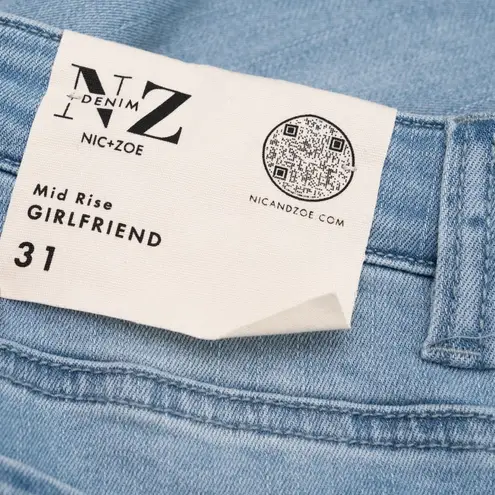 NZ
DENIM
NIC+ZOE
NICANDZOE.COM
Mid Rise
GIRLFRIEND
31